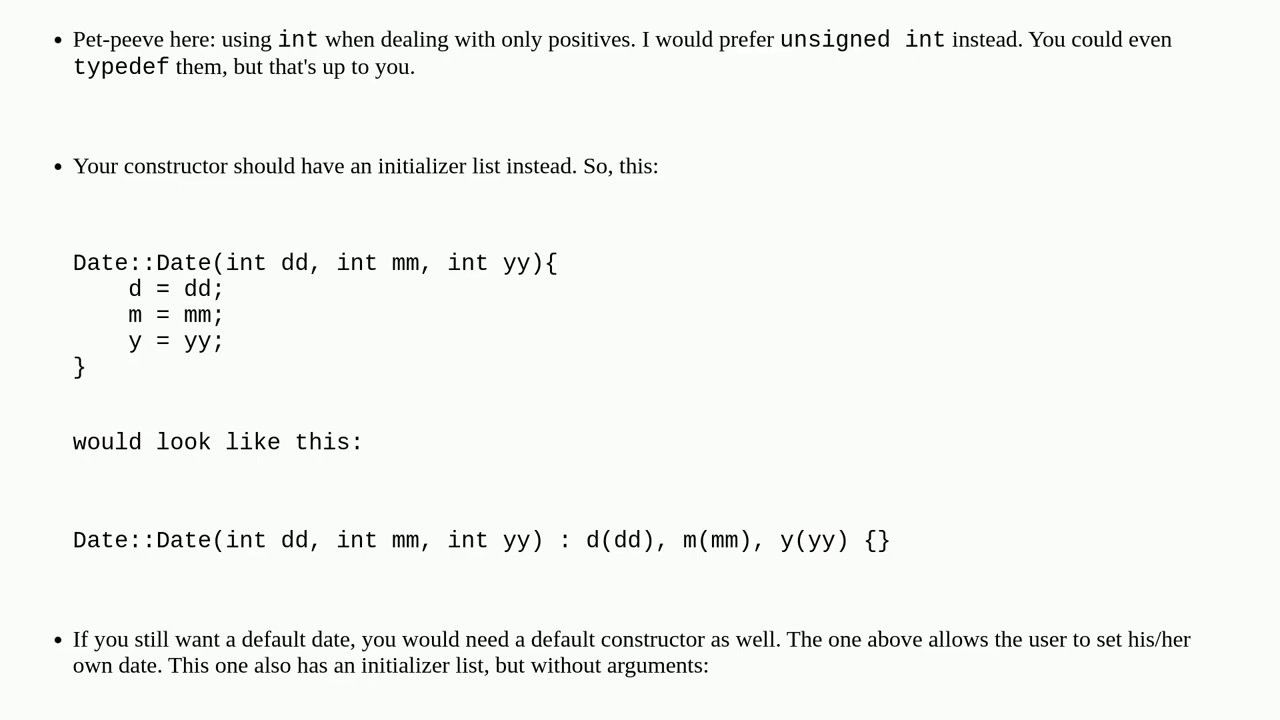 • Pet-peeve here: using int when dealing with only positives. I would prefer unsigned int instead. You could even
typedef them, but that's up to you.
• Your constructor should have an initializer list instead. So, this:
Date::Date(int dd, int mm, int yy){
    d = dd;
    m = mm;
    y = yy;
}
would look like this:
Date::Date(int dd, int mm, int yy) : d(dd), m(mm), y(yy) {}
• If you still want a default date, you would need a default constructor as well. The one above allows the user to set his/her
own date. This one also has an initializer list, but without arguments: